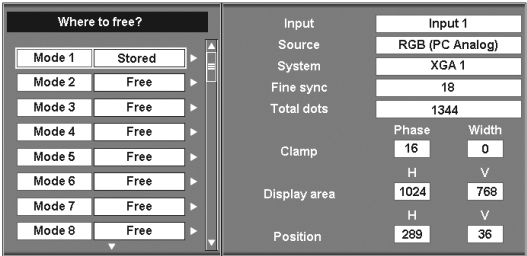 Where to free?
Mode 1 Stored
Mode 2 Free
Mode 3 Free
Mode 4 Free
Mode 5 Free
Mode 6 Free
Mode 7 Free
Mode 8 Free
Input Input 1
Source RGB (PC Analog)
System XGA 1
Fine sync 18
Total dots 1344
Phase Width
Clamp 16 0
H V
Display area 1024 768
H V
Position 289 36